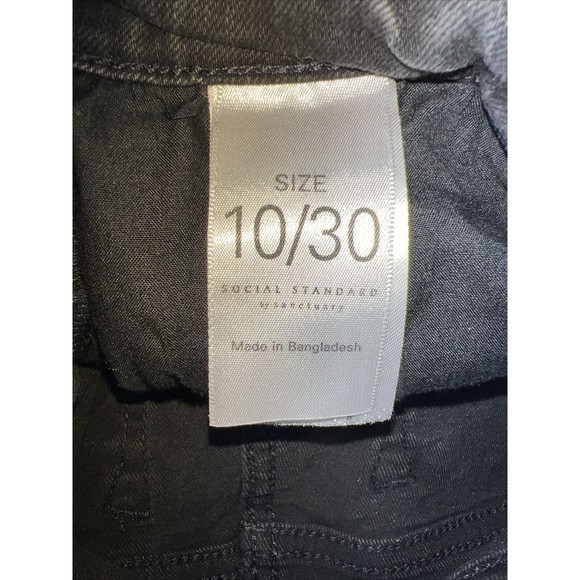 SIZE
10/30
SOCIAL STANDARD
by sanctuary
Made in Bangladesh